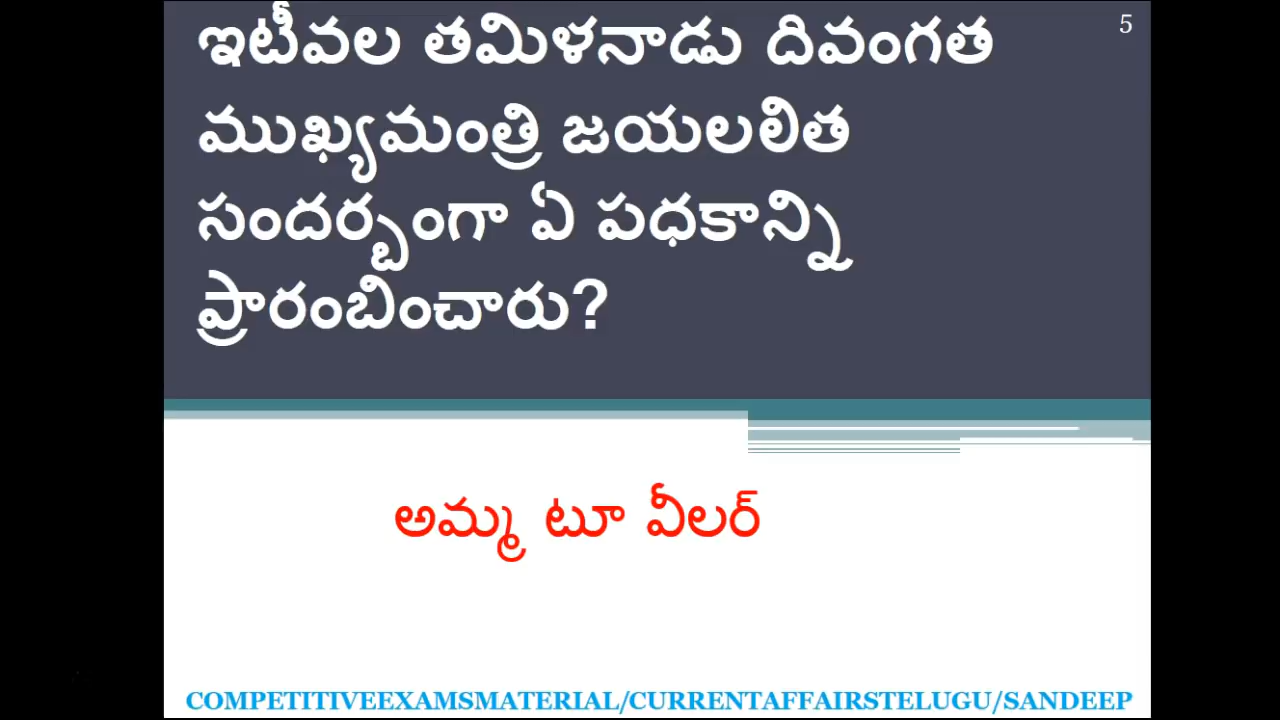 5
ఇటీవల తమిళనాడు దివంగత
ముఖ్యమంత్రి జయలలిత
సందర్బంగా ఏ పధకాన్ని
ప్రారంబించారు?
అమ్మ టూ వీలర్
COMPETITIVEEXAMSMATERIAL/CURRENTAFFAIRSTELUGU/SANDEEP